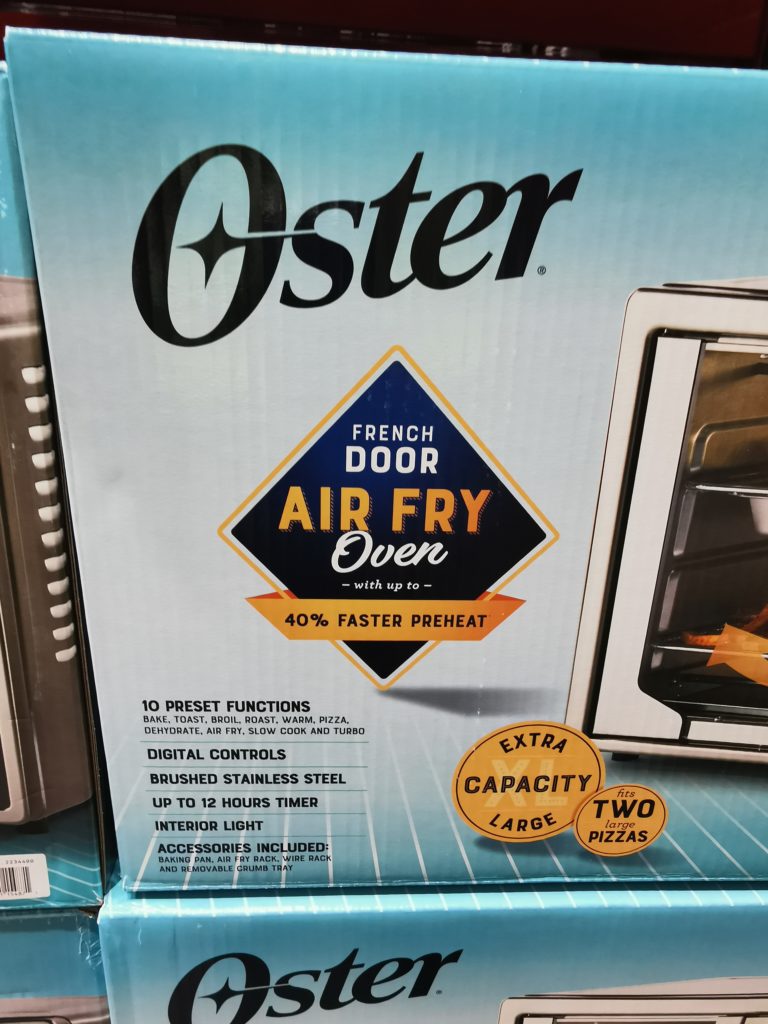 Oster®
FRENCH
DOOR
AIR FRY
Oven
– with up to –
40% FASTER PREHEAT
10 PRESET FUNCTIONS
BAKE, TOAST, BROIL, ROAST, WARM, PIZZA,
DEHYDRATE, AIR FRY, SLOW COOK AND TURBO
DIGITAL CONTROLS
BRUSHED STAINLESS STEEL
UP TO 12 HOURS TIMER
INTERIOR LIGHT
ACCESSORIES INCLUDED:
BAKING PAN, AIR FRY RACK, WIRE RACK
AND REMOVABLE CRUMB TRAY
EXTRA
XL
CAPACITY
LARGE
fits
TWO
large
PIZZAS
2234400
Oster